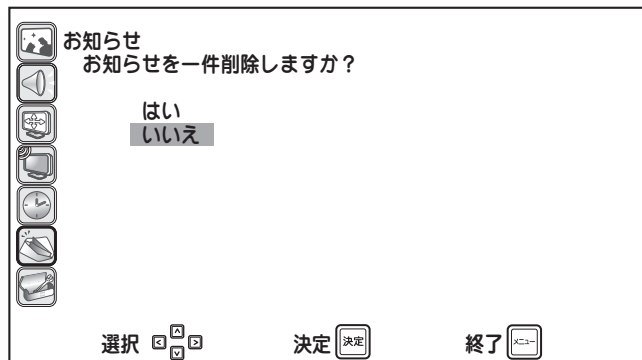 お知らせ
お知らせを一件削除しますか？
はい
いいえ
選択 決定 決定 終了 メニュー